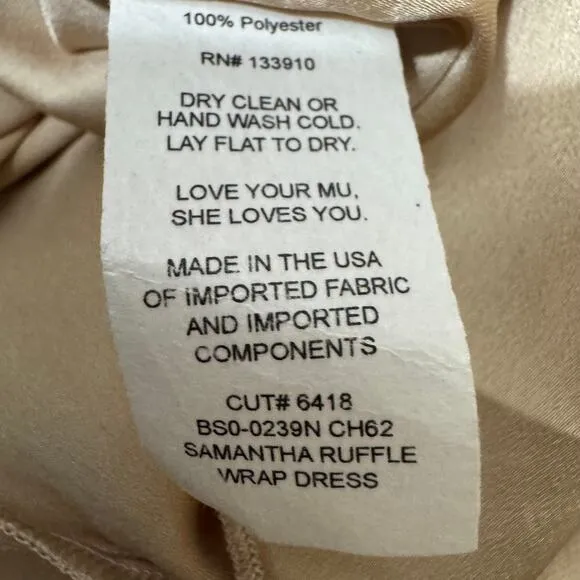 100% Polyester
RN# 133910
DRY CLEAN OR
HAND WASH COLD.
LAY FLAT TO DRY.
LOVE YOUR MU,
SHE LOVES YOU.
MADE IN THE USA
OF IMPORTED FABRIC
AND IMPORTED
COMPONENTS
CUT# 6418
BS0-0239N CH62
SAMANTHA RUFFLE
WRAP DRESS